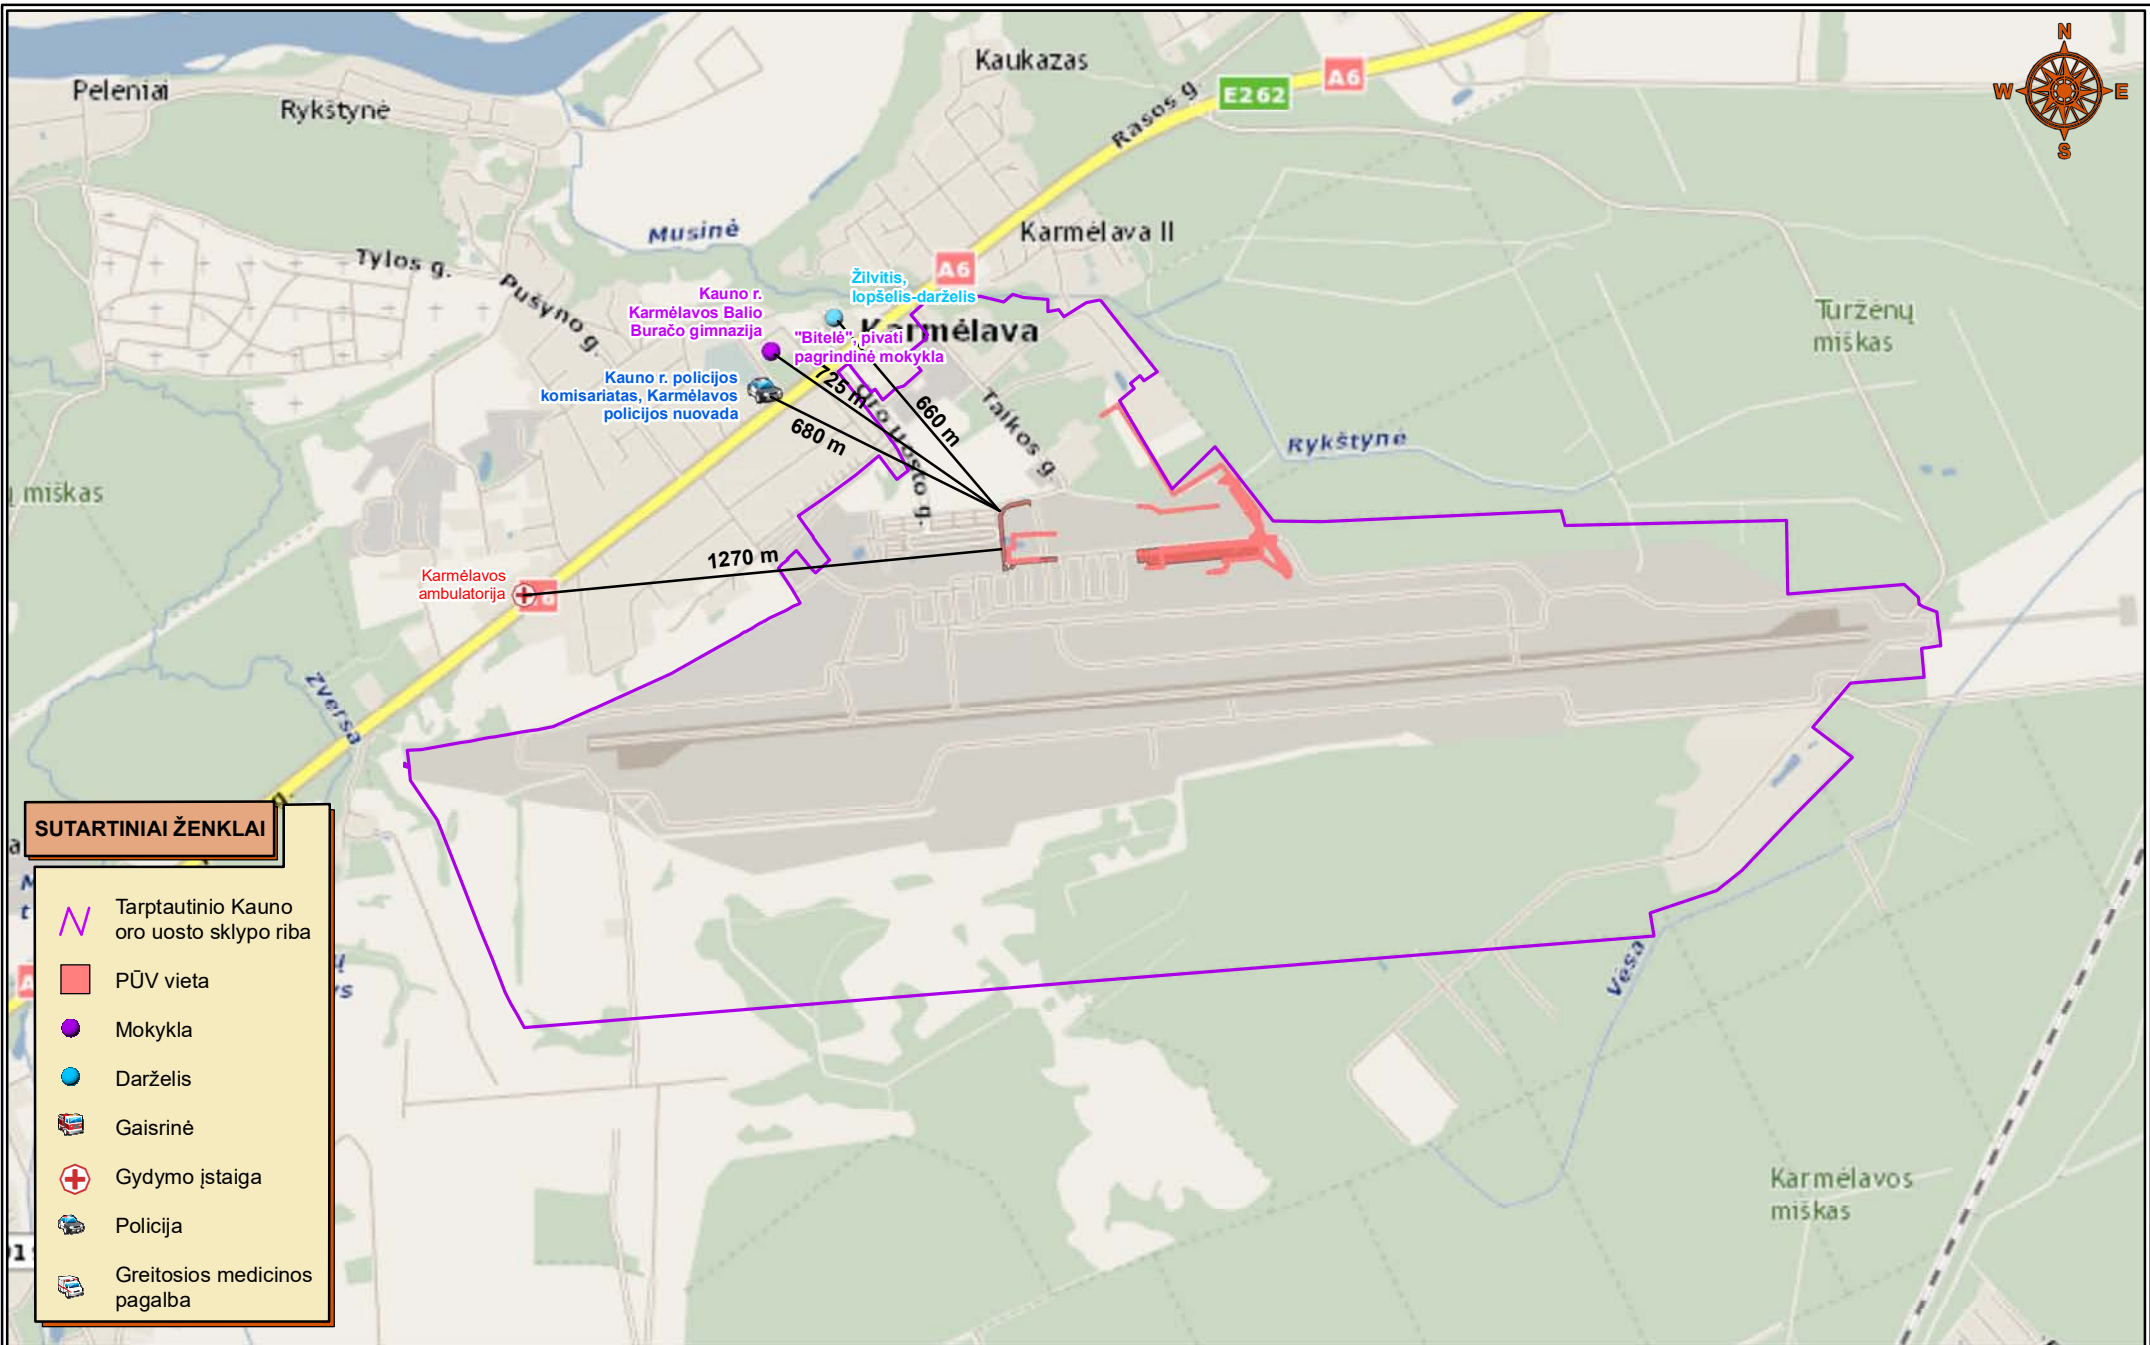 Peleniai
Rykštynė
Kaukazas
E262
A6
N
W
E
S
Rasos g.
Musinė
Karmėlava II
Tylos g.
Pušyno g.
A6
Žilvitis,
lopšelis-darželis
Kauno r.
Karmėlavos Balio
Buračo gimnazija
Karmėlava
"Bitelė", pivati
pagrindinė mokykla
Turžėnų
miškas
Kauno r. policijos
komisariatas, Karmėlavos
policijos nuovada
725 m
660 m
680 m
Oro uosto g.
Taikos g.
Rykštynė
miškas
1270 m
Karmėlavos
ambulatorija
Žversa
SUTARTINIAI ŽENKLAI
Tarptautinio Kauno
oro uosto sklypo riba
PŪV vieta
Mokykla
Darželis
Gaisrinė
Gydymo įstaiga
Policija
Greitosios medicinos
pagalba
Vėsa
Karmėlavos
miškas